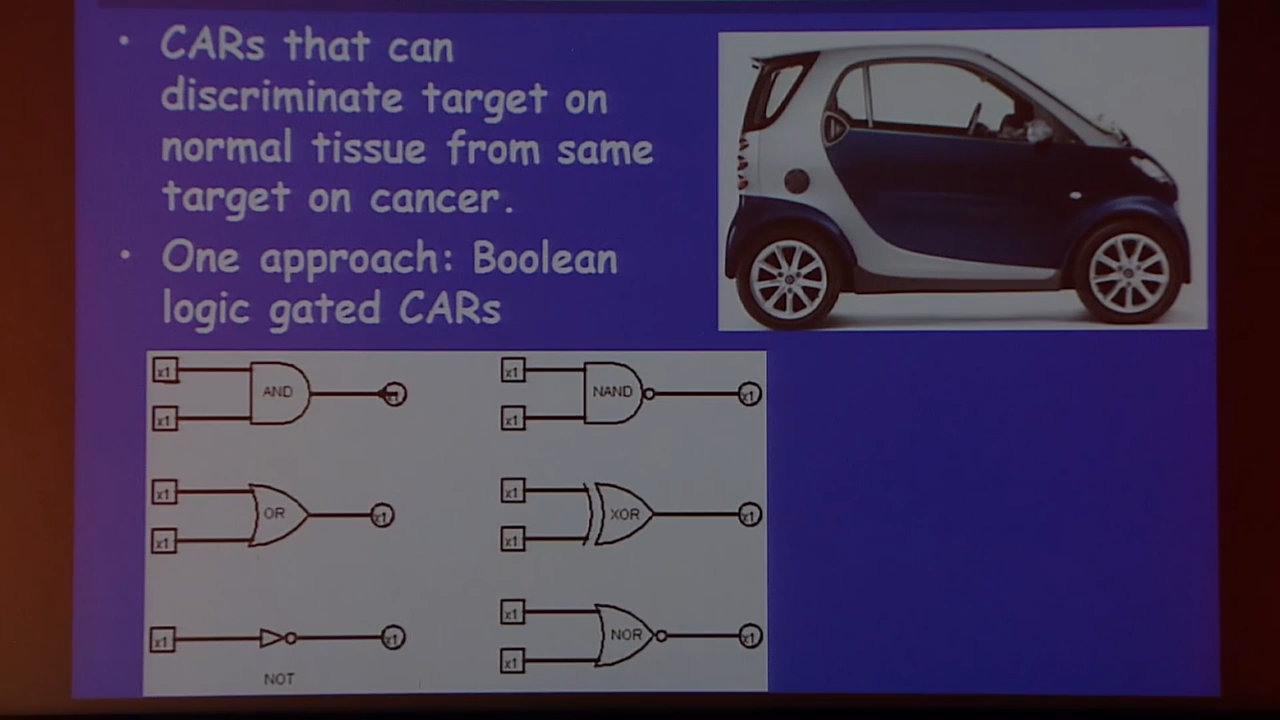 • CARs that can
discriminate target on
normal tissue from same
target on cancer.
• One approach: Boolean
logic gated CARs
x1
AND
x1
x1
x1
NAND
x1
x1
x1
OR
x1
x1
x1
XOR
x1
x1
x1
x1
NOT
x1
NOR
x1
x1